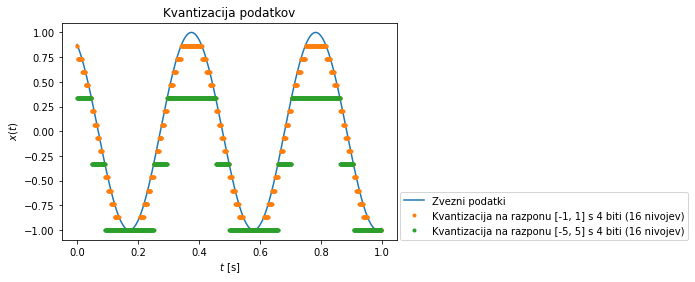 Kvantizacija podatkov
1.00
0.75
0.50
0.25
0.00
−0.25
−0.50
−0.75
−1.00
x(t)
0.0
0.2
0.4
0.6
0.8
1.0
t [s]
Zvezni podatki
Kvantizacija na razponu [-1, 1] s 4 biti (16 nivojev)
Kvantizacija na razponu [-5, 5] s 4 biti (16 nivojev)